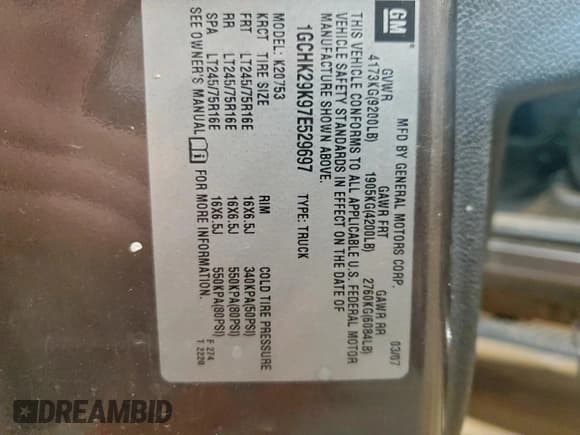 GM
MFD BY GENERAL MOTORS CORP. 03/07
GVWR GAWR FRT GAWR RR
4173KG(9200LB) 1905KG(4200LB) 2760KG(6084LB)
THIS VEHICLE CONFORMS TO ALL APPLICABLE U.S. FEDERAL MOTOR
VEHICLE SAFETY STANDARDS IN EFFECT ON THE DATE OF
MANUFACTURE SHOWN ABOVE.
1GCHK29K97E529697 TYPE: TRUCK
MODEL: K20753
KRCT TIRE SIZE RIM COLD TIRE PRESSURE
FRT LT245/75R16E 16X6.5J 340KPA(50PSI)
RR LT245/75R16E 16X6.5J 550KPA(80PSI)
SPA LT245/75R16E 16X6.5J 550KPA(80PSI)
SEE OWNER'S MANUAL FOR MORE INFORMATION. F 274
T 2220
DREAMBID